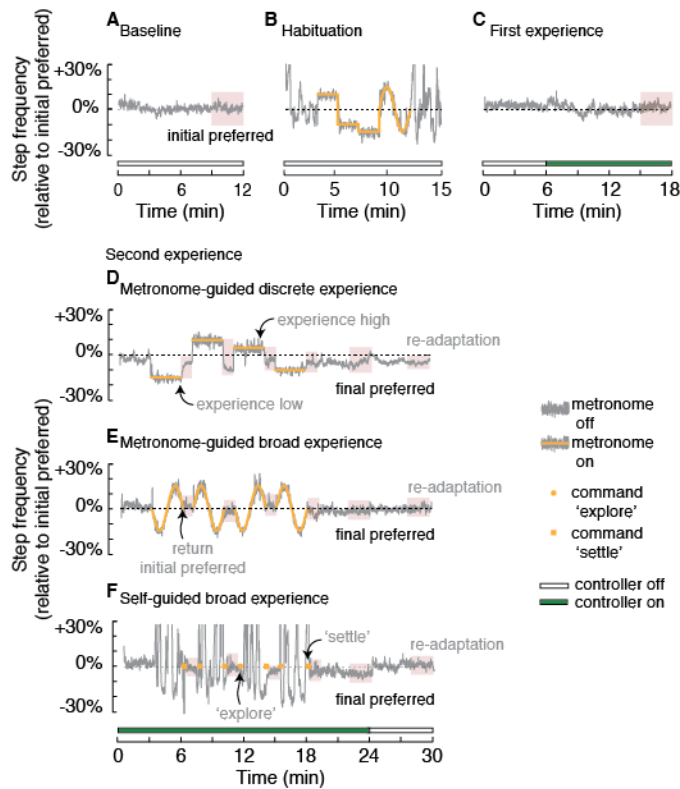 A Baseline
B Habituation
C First experience
Step frequency
(relative to initial preferred)
+30%
0%
-30%
initial preferred
0 6 12
Time (min)
0 5 10 15
Time (min)
0 6 12 18
Time (min)
Second experience
D Metronome-guided discrete experience
+30%
0%
-30%
experience high
re-adaptation
experience low
final preferred
Step frequency
(relative to initial preferred)
E Metronome-guided broad experience
+30%
0%
-30%
re-adaptation
return
initial preferred
final preferred
F Self-guided broad experience
+30%
0%
-30%
'settle'
re-adaptation
'explore'
final preferred
0 6 12 18 24 30
Time (min)
metronome
off
metronome
on
command
'explore'
command
'settle'
controller off
controller on